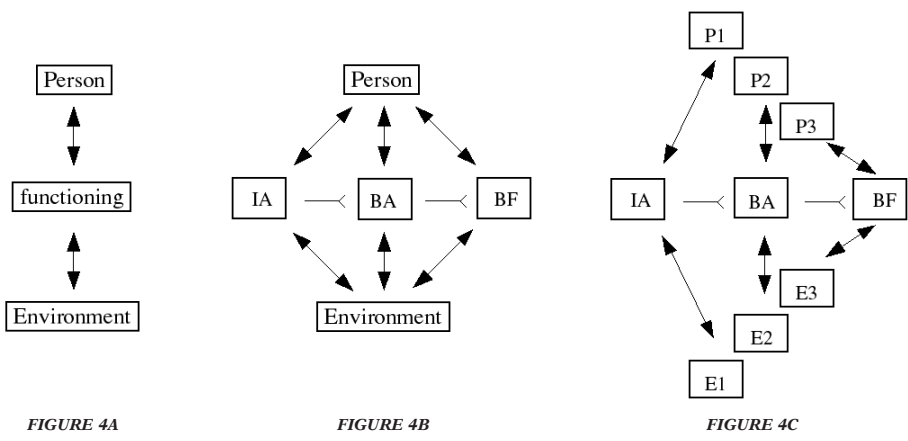 Person
functioning
Environment
FIGURE 4A
Person
IA
BA
BF
Environment
FIGURE 4B
P1
P2
P3
IA
BA
BF
E3
E2
E1
FIGURE 4C